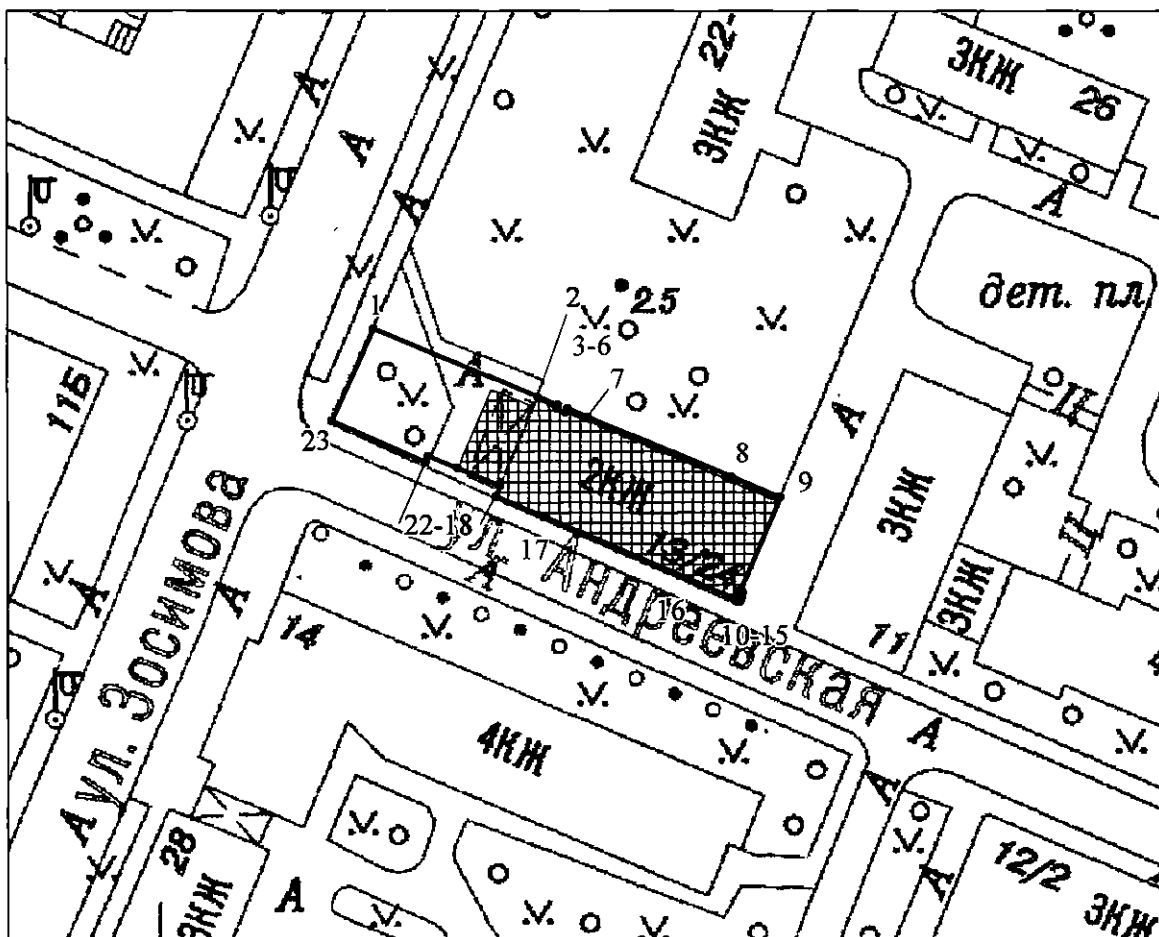 22-
3КЖ
3КЖ
26
А
А
А
А
дет. пл.
1
2
2.5
3-6
7
А
11Б
8
9
А
23
2КЖ
3КЖ
22-18
17
ул. Андреевская
16
10-15
А
3КЖ
11
ул. Зосимова
А
А
14
4КЖ
А
А
А
28
3КЖ
А
А
12/2
3КЖ